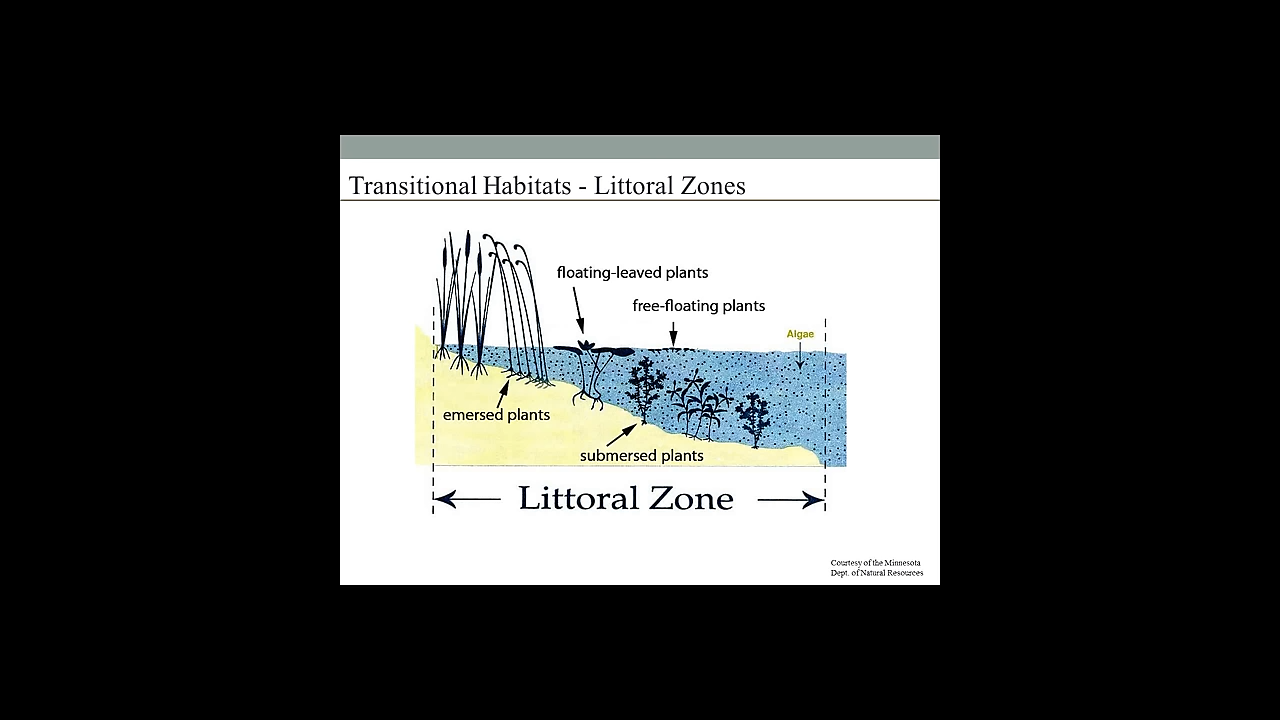 Transitional Habitats - Littoral Zones
floating-leaved plants
free-floating plants
Algae
emersed plants
submersed plants
Littoral Zone
Courtesy of the Minnesota
Dept. of Natural Resources